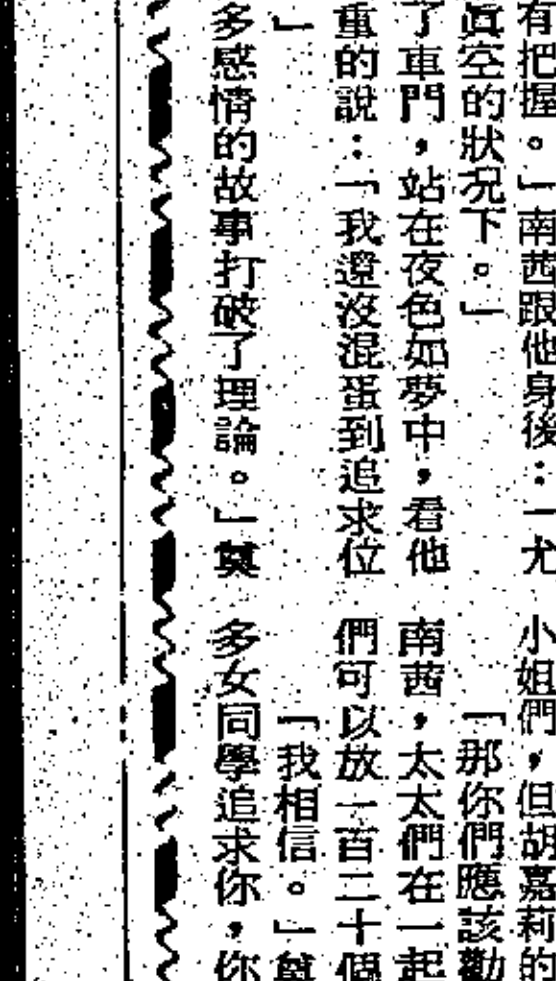 有把握。」南茜跟他身後：「尤
眞空的狀況下。」
了車門，站在夜色如夢中，看他
重的說：「我還沒混蛋到追求位
」
多感情的故事打破了理論。」
小姐們，但胡嘉莉的
「那你們應該勸
南茜，太太們在一起
們可以放一百二十個
「我相信。」
多女同學追求你，你